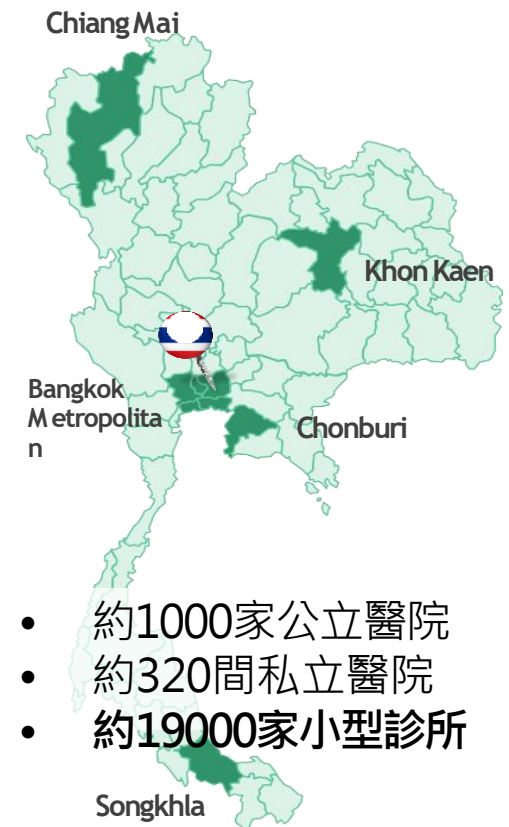 Chiang Mai
Khon Kaen
Bangkok
M etropolita
n
Chonburi
• 約1000家公立醫院
• 約320間私立醫院
• 約19000家小型診所
Songkhla